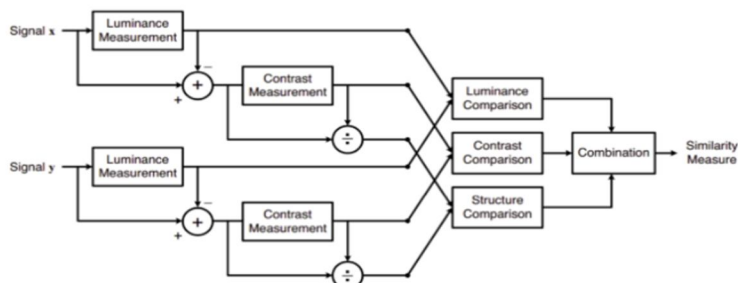 Signal x
Luminance
Measurement
−
+
+
Contrast
Measurement
÷
Luminance
Comparison
Signal y
Luminance
Measurement
Contrast
Comparison
Combination
Similarity
Measure
−
+
+
Contrast
Measurement
÷
Structure
Comparison